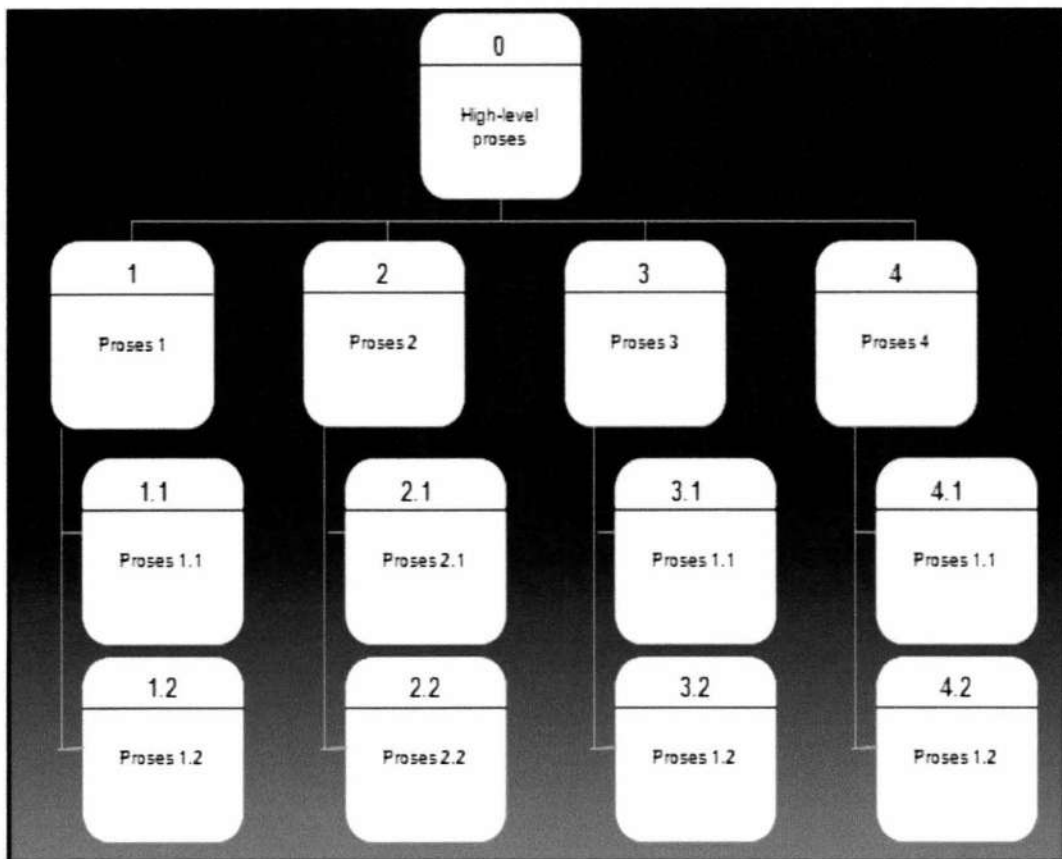 0
High-level
proses
1
2
3
4
Proses 1
Proses 2
Proses 3
Proses 4
1.1
2.1
3.1
4.1
Proses 1.1
Proses 2.1
Proses 1.1
Proses 1.1
1.2
2.2
3.2
4.2
Proses 1.2
Proses 2.2
Proses 1.2
Proses 1.2